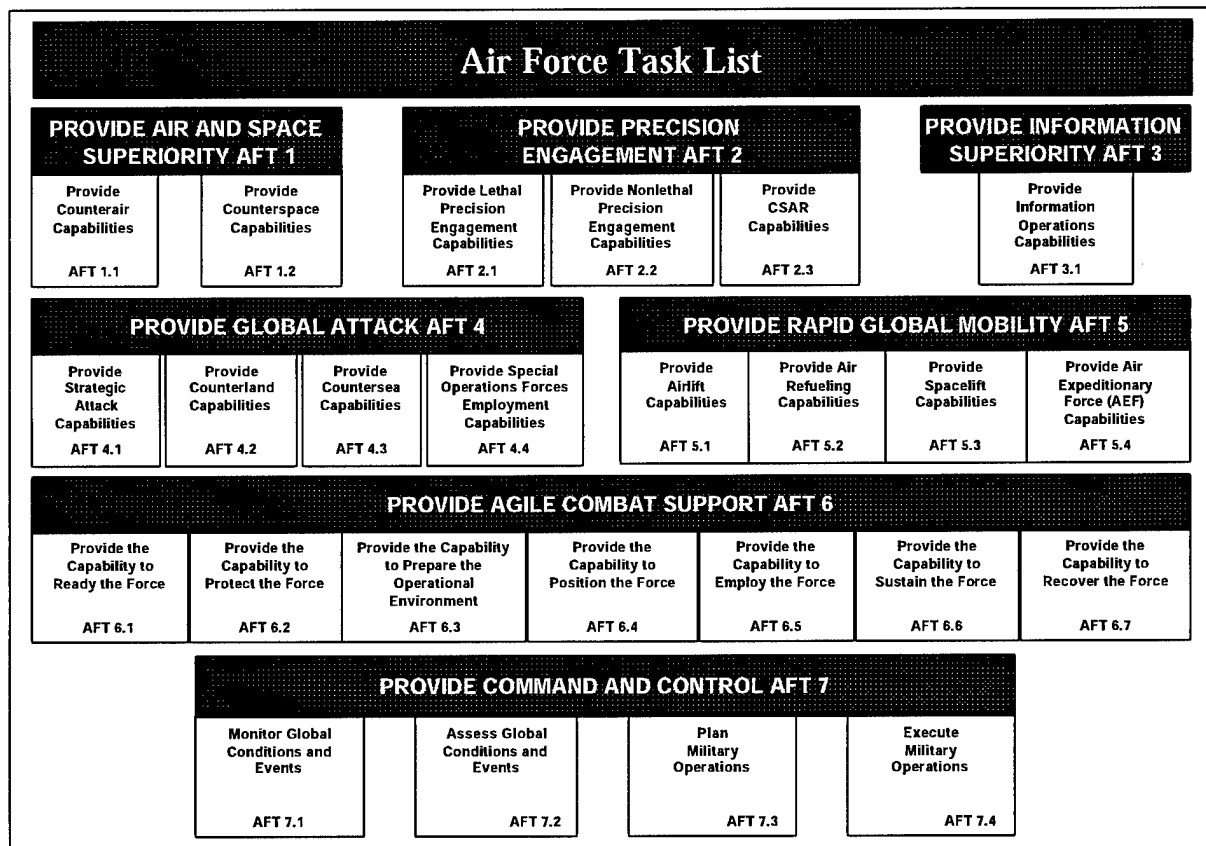 Air Force Task List
PROVIDE AIR AND SPACE
SUPERIORITY AFT 1
Provide
Counterair
Capabilities
AFT 1.1
Provide
Counterspace
Capabilities
AFT 1.2
PROVIDE PRECISION
ENGAGEMENT AFT 2
Provide Lethal
Precision
Engagement
Capabilities
AFT 2.1
Provide Nonlethal
Precision
Engagement
Capabilities
AFT 2.2
Provide
CSAR
Capabilities
AFT 2.3
PROVIDE INFORMATION
SUPERIORITY AFT 3
Provide
Information
Operations
Capabilities
AFT 3.1
PROVIDE GLOBAL ATTACK AFT 4
Provide
Strategic
Attack
Capabilities
AFT 4.1
Provide
Counterland
Capabilities
AFT 4.2
Provide
Countersea
Capabilities
AFT 4.3
Provide Special
Operations Forces
Employment
Capabilities
AFT 4.4
PROVIDE RAPID GLOBAL MOBILITY AFT 5
Provide
Airlift
Capabilities
AFT 5.1
Provide Air
Refueling
Capabilities
AFT 5.2
Provide
Spacelift
Capabilities
AFT 5.3
Provide Air
Expeditionary
Force (AEF)
Capabilities
AFT 5.4
PROVIDE AGILE COMBAT SUPPORT AFT 6
Provide the
Capability to
Ready the Force
AFT 6.1
Provide the
Capability to
Protect the Force
AFT 6.2
Provide the Capability
to Prepare the
Operational
Environment
AFT 6.3
Provide the
Capability to
Position the Force
AFT 6.4
Provide the
Capability to
Employ the Force
AFT 6.5
Provide the
Capability to
Sustain the Force
AFT 6.6
Provide the
Capability to
Recover the Force
AFT 6.7
PROVIDE COMMAND AND CONTROL AFT 7
Monitor Global
Conditions and
Events
AFT 7.1
Assess Global
Conditions and
Events
AFT 7.2
Plan
Military
Operations
AFT 7.3
Execute
Military
Operations
AFT 7.4